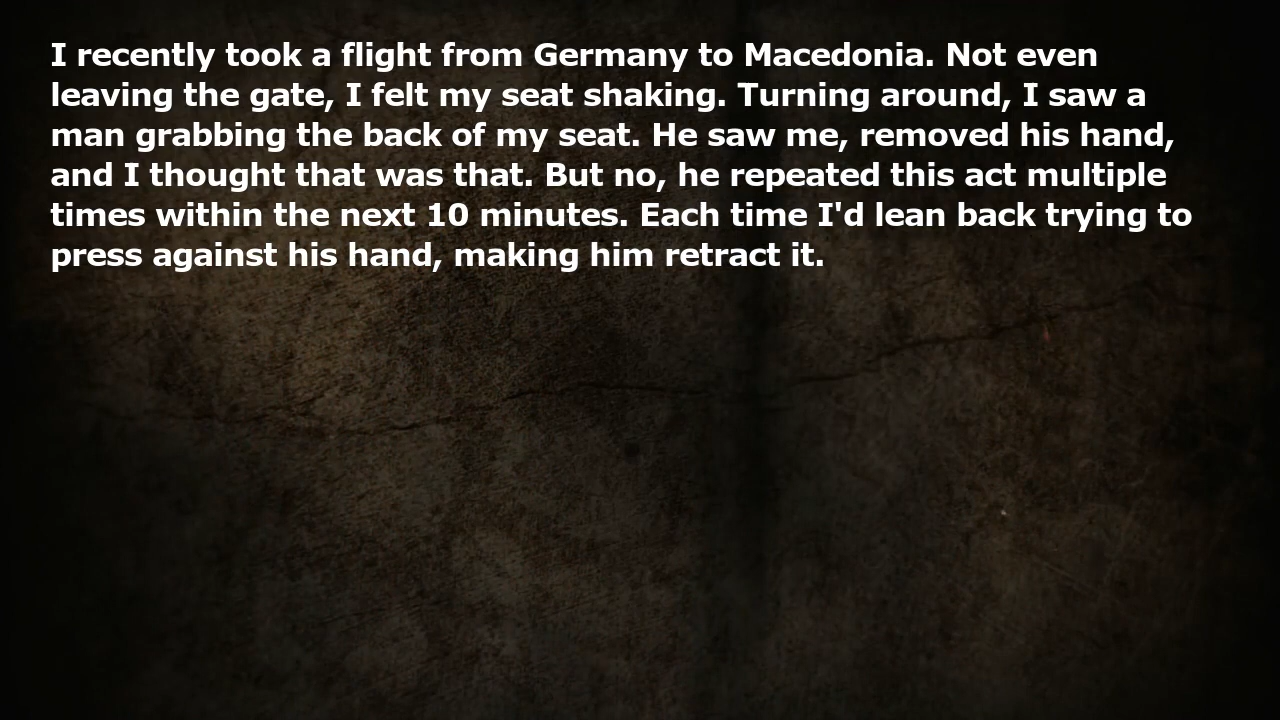 I recently took a flight from Germany to Macedonia. Not even
leaving the gate, I felt my seat shaking. Turning around, I saw a
man grabbing the back of my seat. He saw me, removed his hand,
and I thought that was that. But no, he repeated this act multiple
times within the next 10 minutes. Each time I'd lean back trying to
press against his hand, making him retract it.